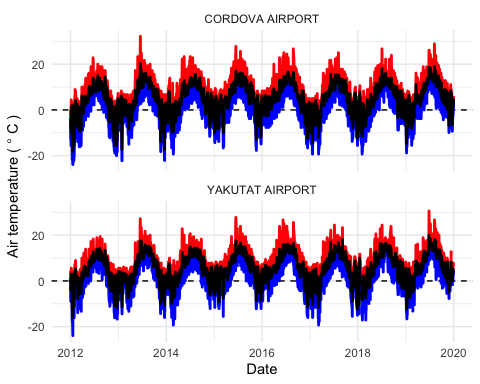 CORDOVA AIRPORT
20
0
-20
YAKUTAT AIRPORT
20
0
-20
Air temperature ( ° C )
2012 2014 2016 2018 2020
Date